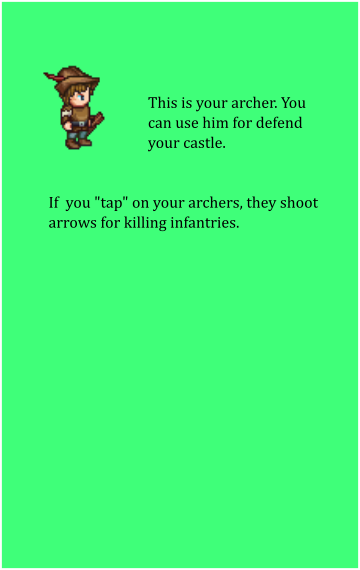 This is your archer. You
can use him for defend
your castle.
If  you "tap" on your archers, they shoot
arrows for killing infantries.